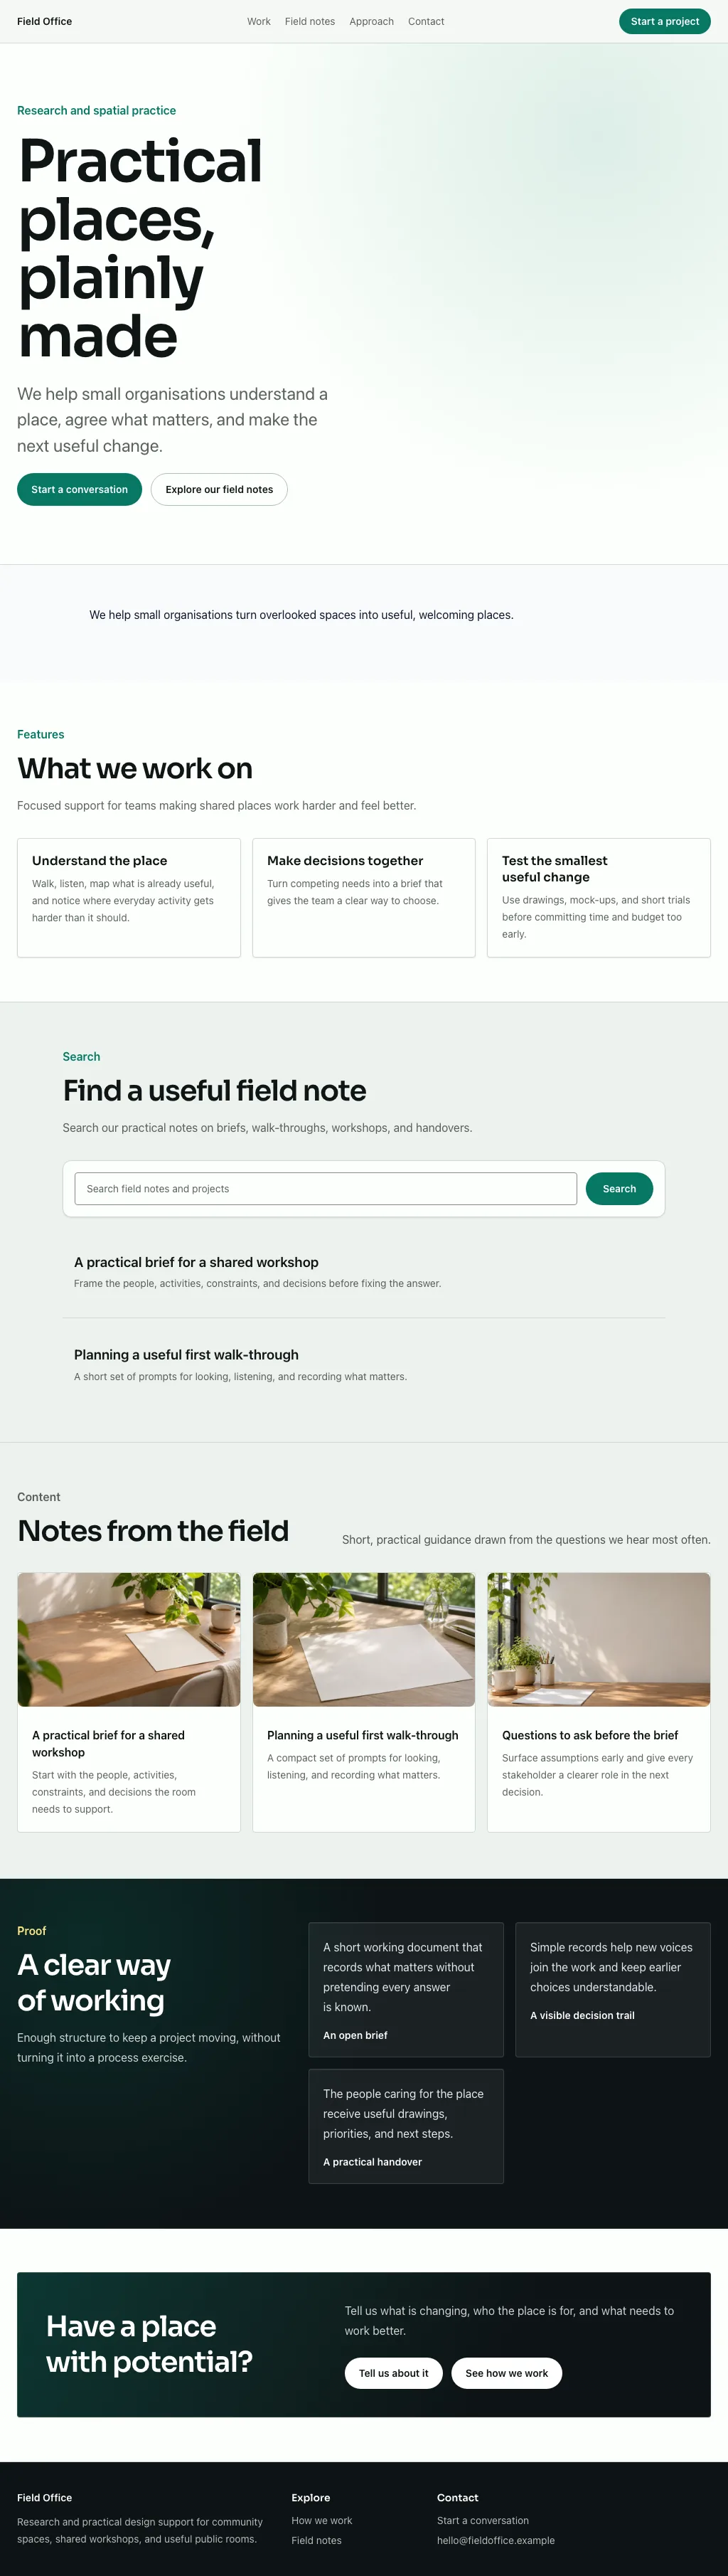 Field Office
Work
Field notes
Approach
Contact
Start a project
Research and spatial practice
Practical
places,
plainly
made
We help small organisations understand a
place, agree what matters, and make the
next useful change.
Start a conversation
Explore our field notes
We help small organisations turn overlooked spaces into useful, welcoming places.
Features
What we work on
Focused support for teams making shared places work harder and feel better.
Understand the place
Walk, listen, map what is already useful,
and notice where everyday activity gets
harder than it should.
Make decisions together
Turn competing needs into a brief that
gives the team a clear way to choose.
Test the smallest
useful change
Use drawings, mock-ups, and short trials
before committing time and budget too
early.
Search
Find a useful field note
Search our practical notes on briefs, walk-throughs, workshops, and handovers.
Search field notes and projects
Search
A practical brief for a shared workshop
Frame the people, activities, constraints, and decisions before fixing the answer.
Planning a useful first walk-through
A short set of prompts for looking, listening, and recording what matters.
Content
Notes from the field
Short, practical guidance drawn from the questions we hear most often.
A practical brief for a shared
workshop
Start with the people, activities,
constraints, and decisions the room
needs to support.
Planning a useful first walk-through
A compact set of prompts for looking,
listening, and recording what matters.
Questions to ask before the brief
Surface assumptions early and give every
stakeholder a clearer role in the next
decision.
Proof
A clear way
of working
Enough structure to keep a project moving, without
turning it into a process exercise.
A short working document that
records what matters without
pretending every answer
is known.
An open brief
Simple records help new voices
join the work and keep earlier
choices understandable.
A visible decision trail
The people caring for the place
receive useful drawings,
priorities, and next steps.
A practical handover
Have a place
with potential?
Tell us what is changing, who the place is for, and what needs to
work better.
Tell us about it
See how we work
Field Office
Research and practical design support for community
spaces, shared workshops, and useful public rooms.
Explore
How we work
Field notes
Contact
Start a conversation
hello@fieldoffice.example